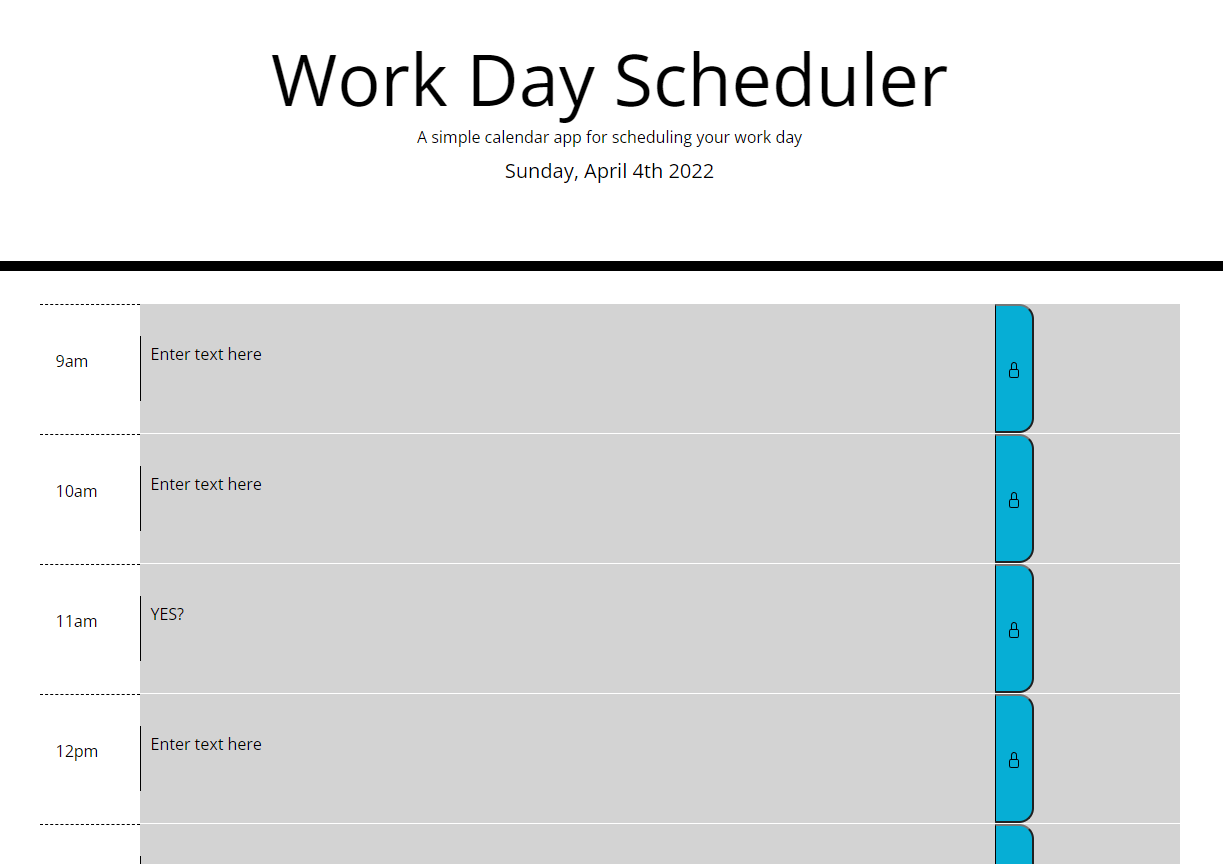 Work Day Scheduler
A simple calendar app for scheduling your work day
Sunday, April 4th 2022
9am
Enter text here
10am
Enter text here
11am
YES?
12pm
Enter text here